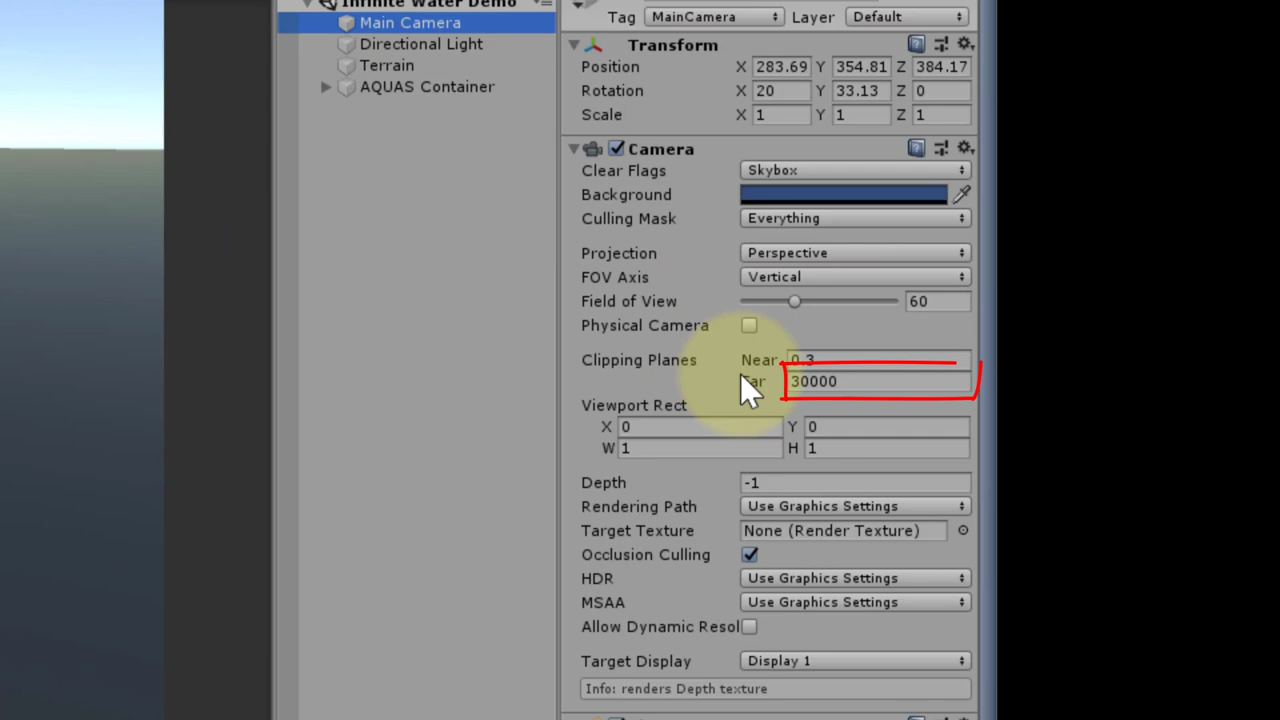 Infinite Water Demo
Main Camera
Directional Light
Terrain
AQUAS Container
Tag MainCamera Layer Default
Transform
Position X 283.69 Y 354.81 Z 384.17
Rotation X 20 Y 33.13 Z 0
Scale X 1 Y 1 Z 1
Camera
Clear Flags Skybox
Background
Culling Mask Everything
Projection Perspective
FOV Axis Vertical
Field of View 60
Physical Camera
Clipping Planes Near 0.3
Far 30000
Viewport Rect
X 0 Y 0
W 1 H 1
Depth -1
Rendering Path Use Graphics Settings
Target Texture None (Render Texture)
Occlusion Culling
HDR Use Graphics Settings
MSAA Use Graphics Settings
Allow Dynamic Resol
Target Display Display 1
Info: renders Depth texture